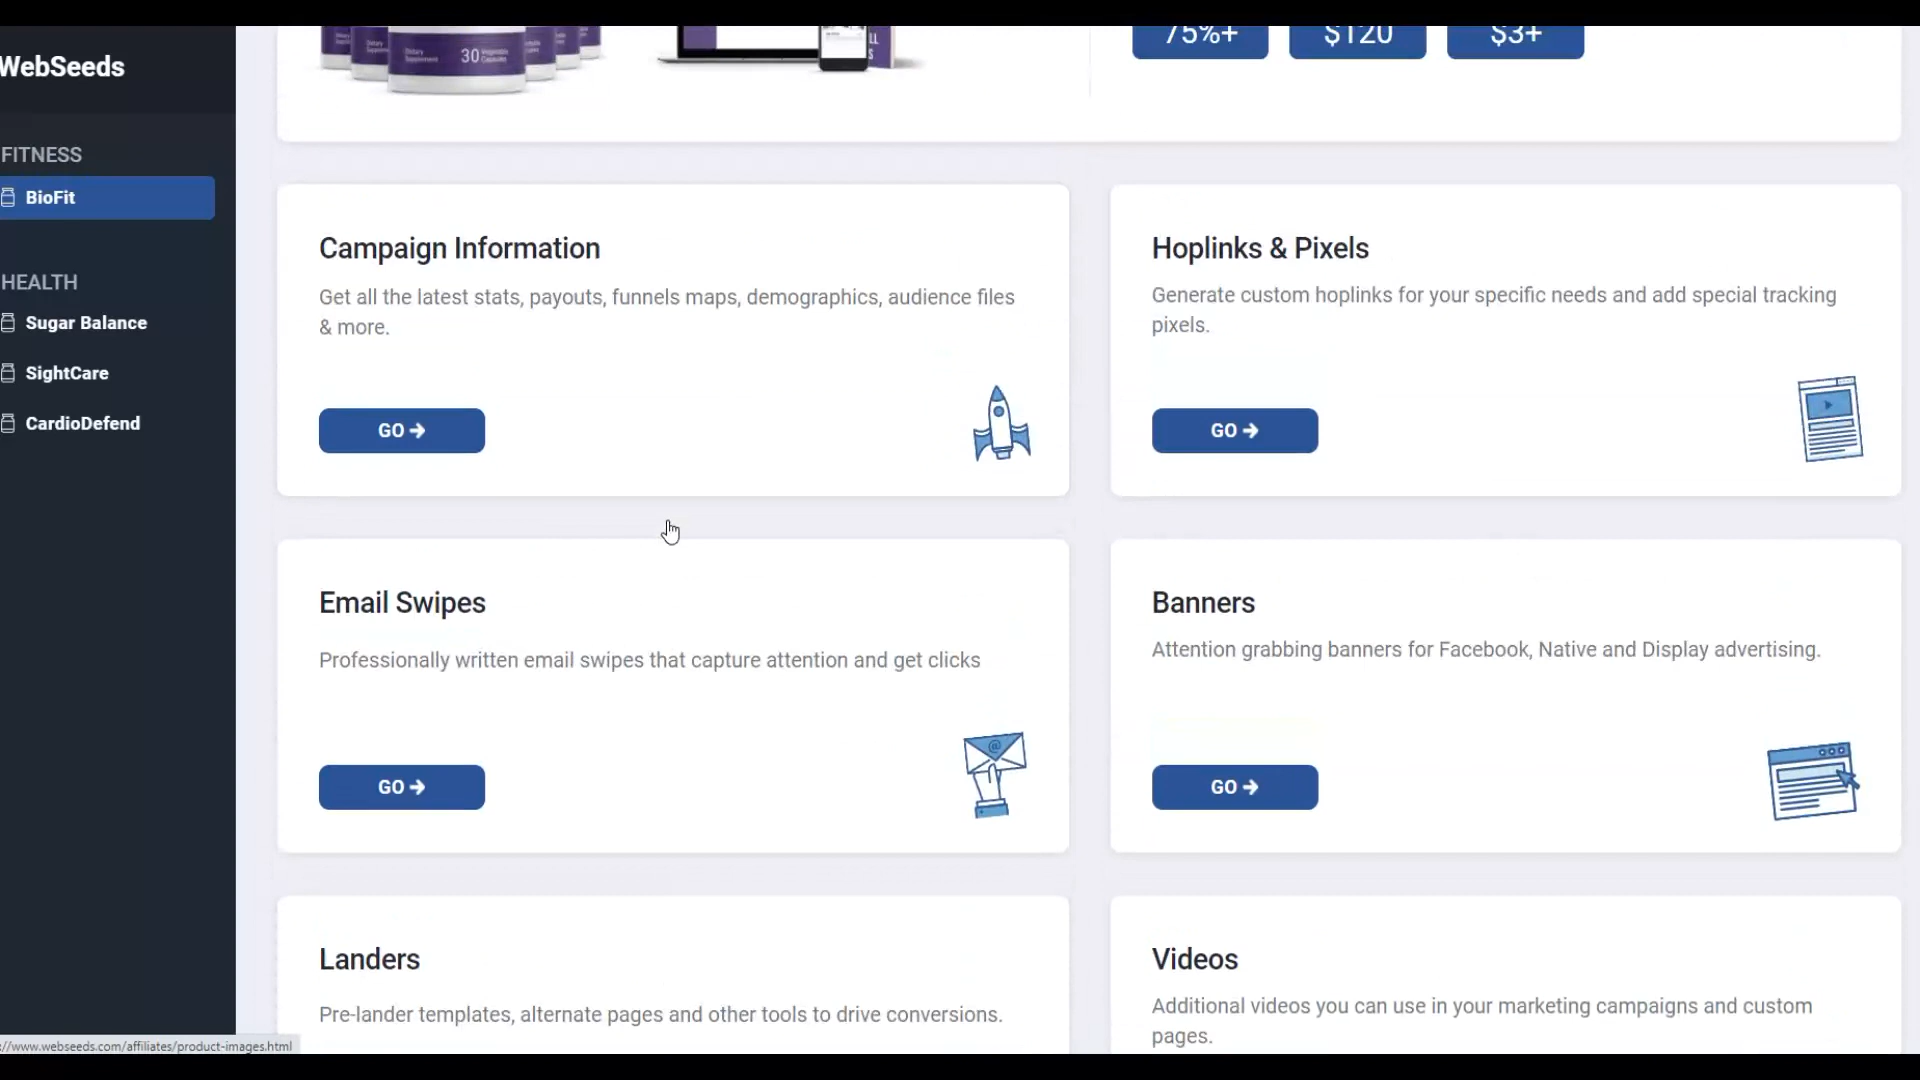 WebSeeds
FITNESS
BioFit
HEALTH
Sugar Balance
SightCare
CardioDefend
Dietary
Supplement
30 Vegetable
Capsules
75%+
$120
$3+
Campaign Information
Get all the latest stats, payouts, funnels maps, demographics, audience files
& more.
GO
Hoplinks & Pixels
Generate custom hoplinks for your specific needs and add special tracking
pixels.
GO
Email Swipes
Professionally written email swipes that capture attention and get clicks
GO
Banners
Attention grabbing banners for Facebook, Native and Display advertising.
GO
Landers
Pre-lander templates, alternate pages and other tools to drive conversions.
Videos
Additional videos you can use in your marketing campaigns and custom
pages.
//www.webseeds.com/affiliates/product-images.html